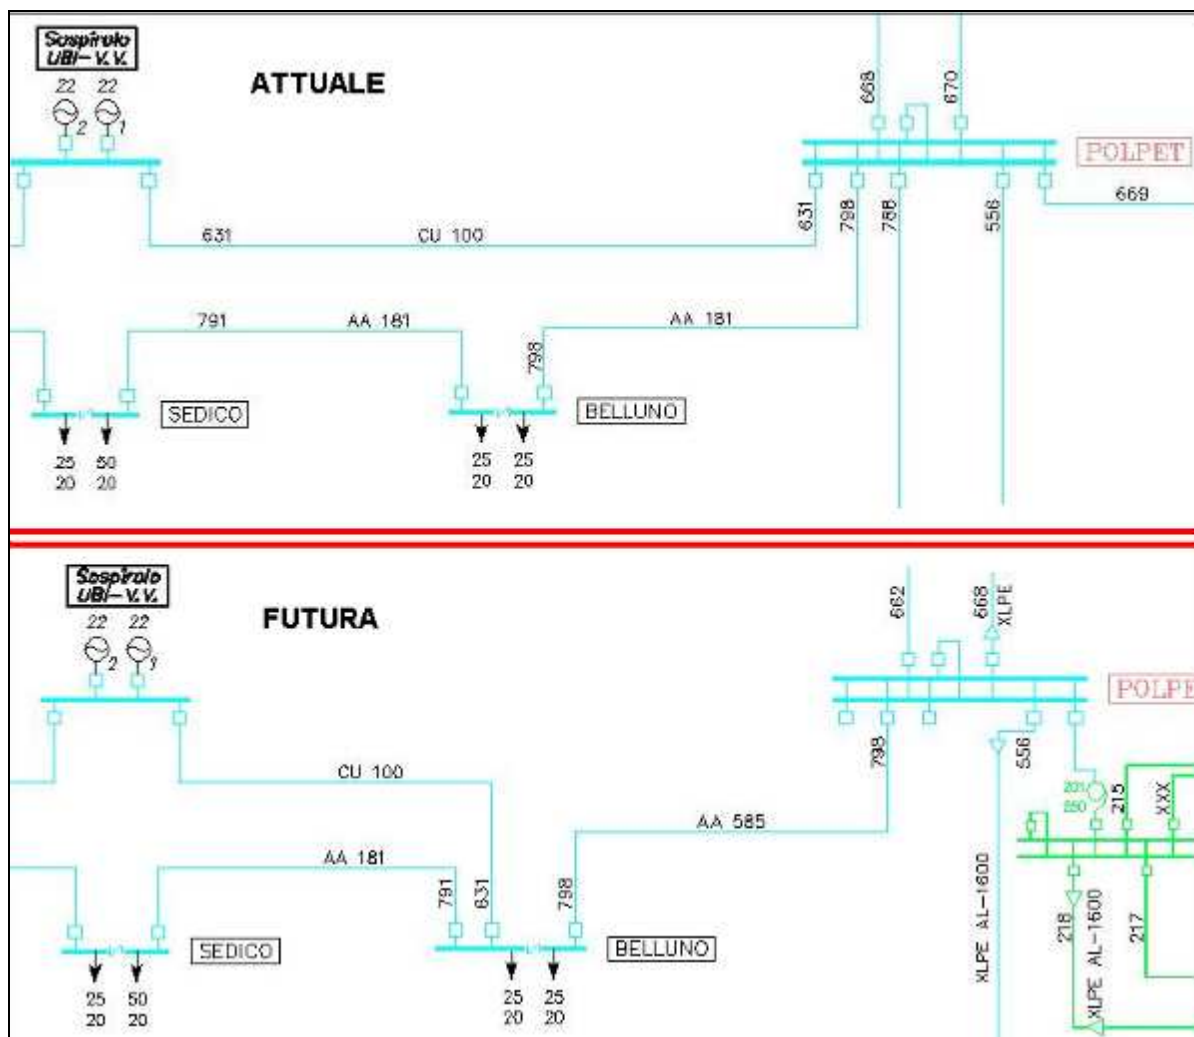 Sospirolo
UBI-V.V.
22 22
2 1
ATTUALE
668
670
POLPET
631
798
788
556
669
631 CU 100
791 AA 181
798
AA 181
SEDICO
BELLUNO
25 50
20 20
25 25
20 20
Sospirolo
UBI-V.V.
22 22
2 1
FUTURA
662
668
XLPE
POLPE
798
556
CU 100
AA 585
AA 181
791
631
798
215
XXX
XLPE AL-1600
218
XLPE AL-1600
217
SEDICO
BELLUNO
25 50
20 20
25 25
20 20